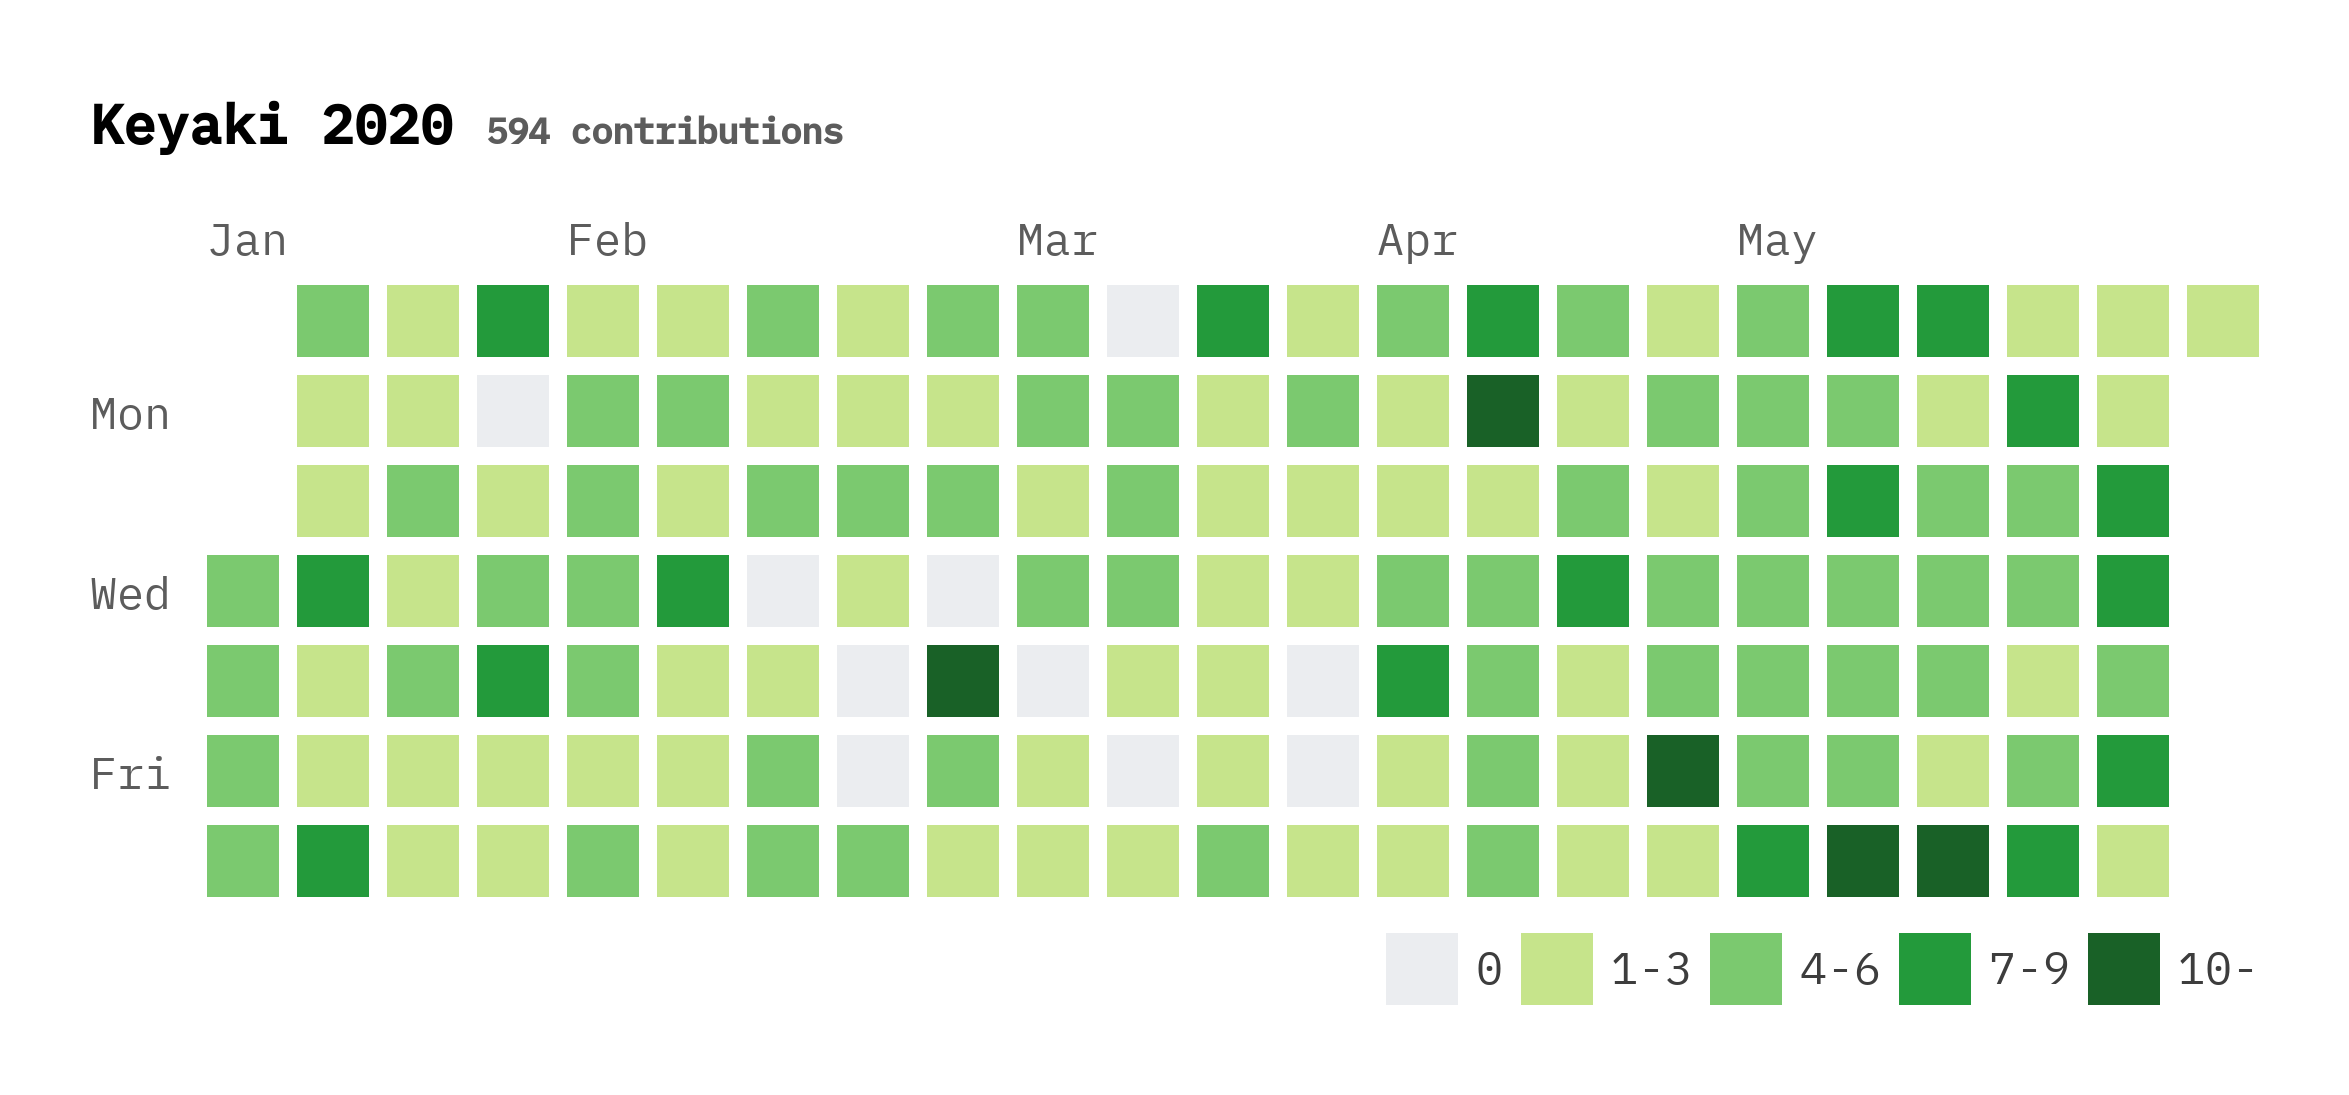 Keyaki 2020 594 contributions
Jan Feb Mar Apr May
Mon
Wed
Fri
0 1-3 4-6 7-9 10-